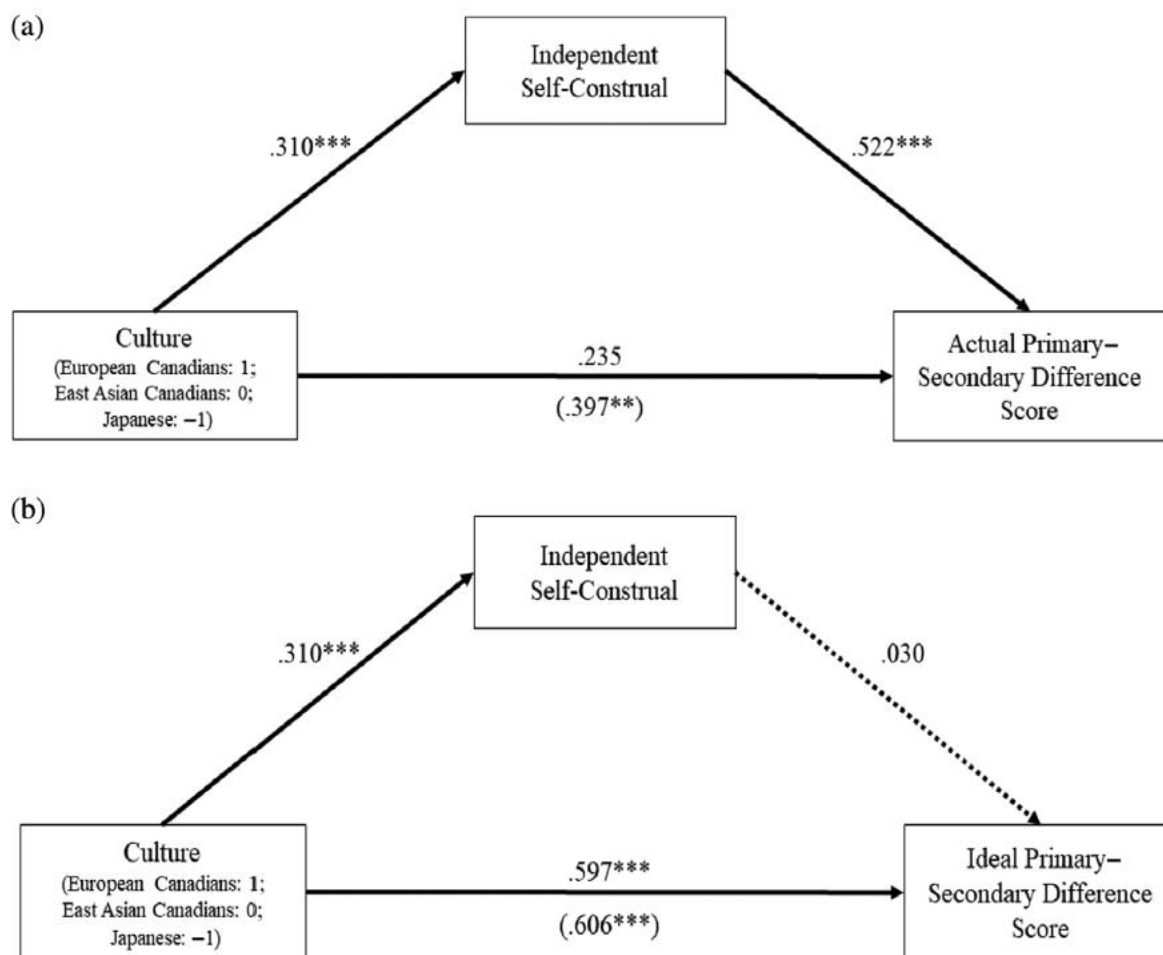 (a)
Independent
Self-Construal
.310***
.522***
Culture
(European Canadians: 1;
East Asian Canadians: 0;
Japanese: −1)
.235
(.397**)
Actual Primary–
Secondary Difference
Score
(b)
Independent
Self-Construal
.310***
.030
Culture
(European Canadians: 1;
East Asian Canadians: 0;
Japanese: −1)
.597***
(.606***)
Ideal Primary–
Secondary Difference
Score